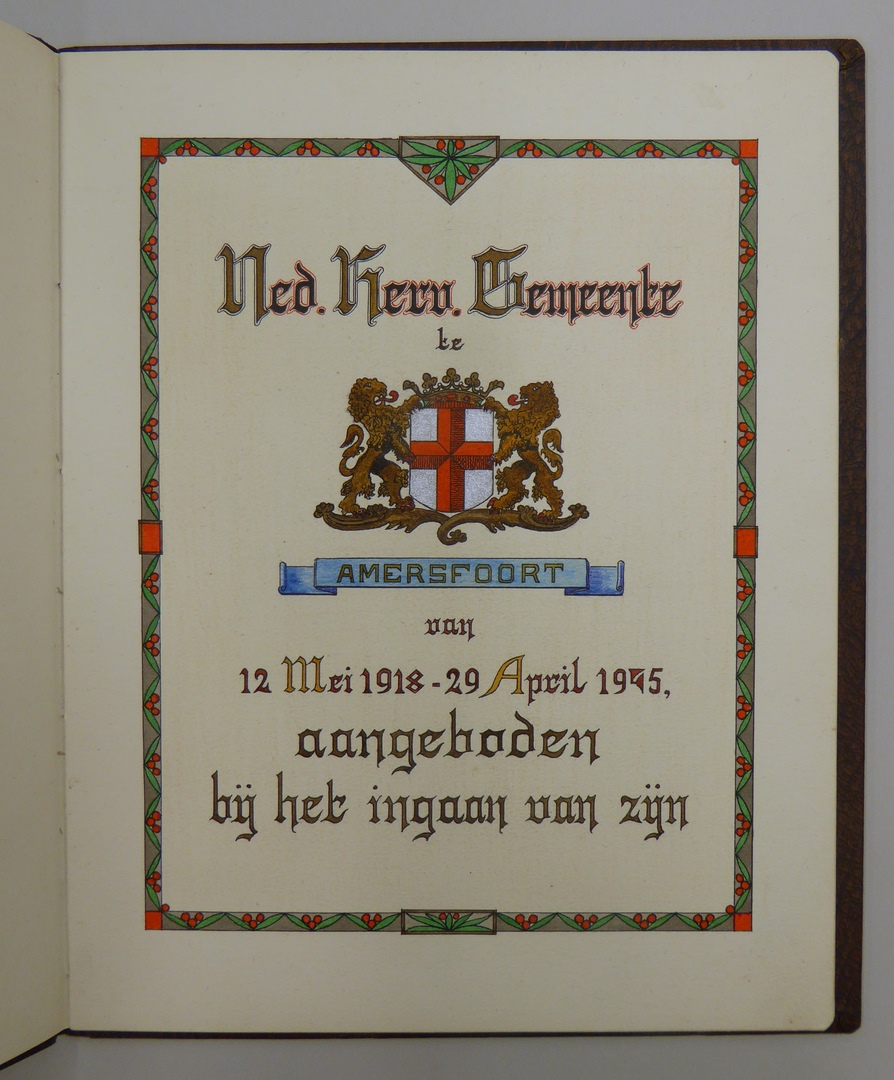 Ned. Herv. Gemeente
te
AMERSFOORT
van
12 Mei 1918 - 29 April 1945,
aangeboden
bij het ingaan van zijn